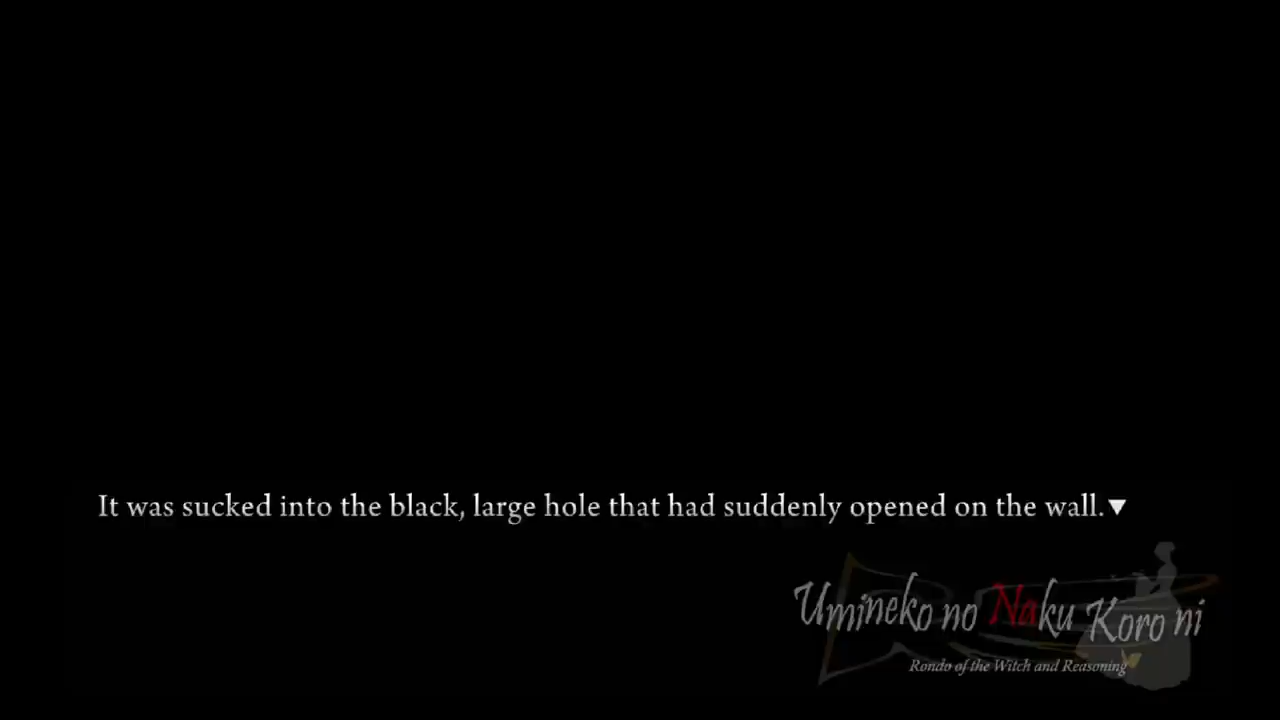 It was sucked into the black, large hole that had suddenly opened on the wall.▼
Umineko no Naku Koro ni
Rondo of the Witch and Reasoning